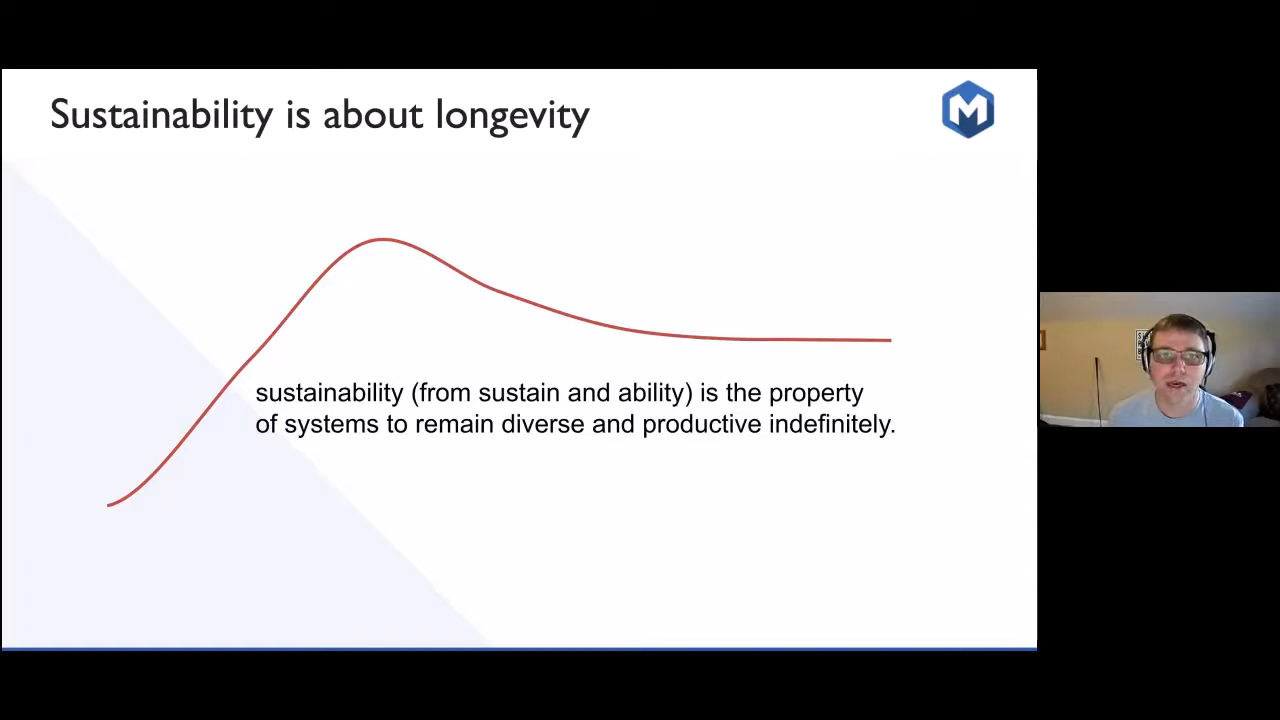 Sustainability is about longevity
M
sustainability (from sustain and ability) is the property
of systems to remain diverse and productive indefinitely.